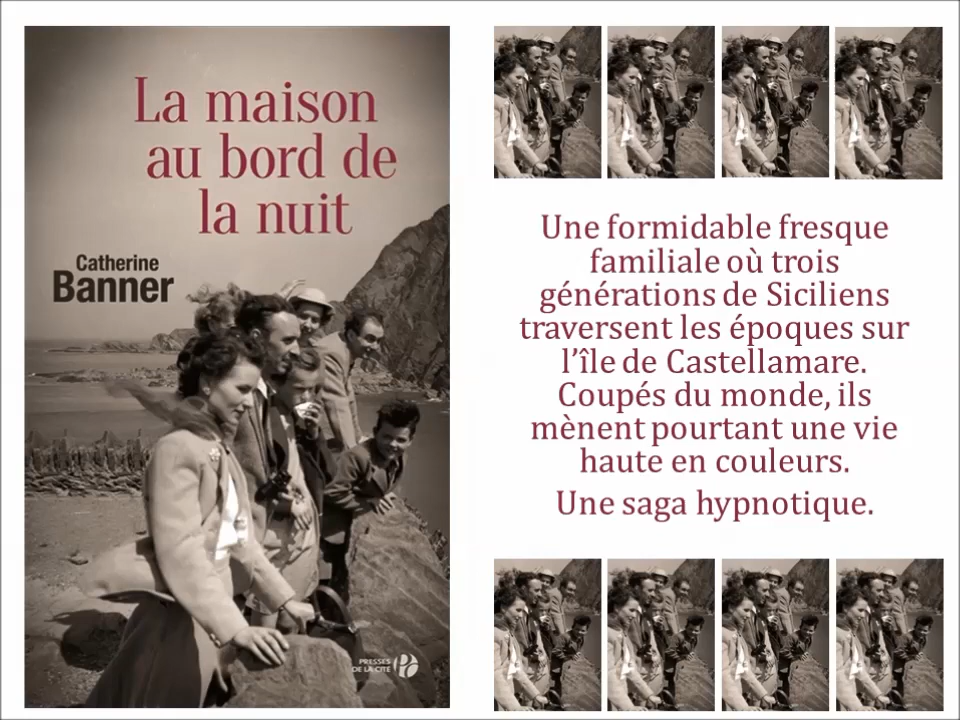 La maison
au bord de
la nuit
Catherine
Banner
PRESSES
DE LA CITÉ
Une formidable fresque
familiale où trois
générations de Siciliens
traversent les époques sur
l’île de Castellamare.
Coupés du monde, ils
mènent pourtant une vie
haute en couleurs.
Une saga hypnotique.